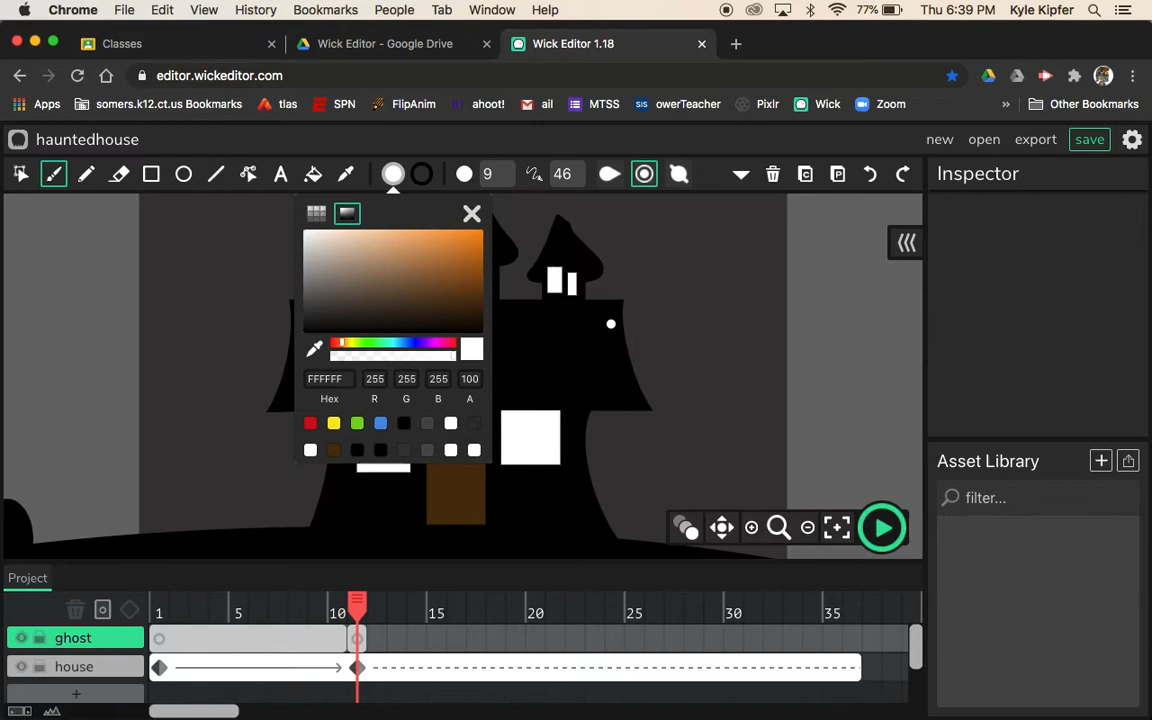 Chrome File Edit View History Bookmarks People Tab Window Help 77% Thu 6:39 PM Kyle Kipfer
Classes Wick Editor - Google Drive Wick Editor 1.18
editor.wickeditor.com
Apps somers.k12.ct.us Bookmarks tlas SPN FlipAnim ahoot! ail MTSS SIS owerTeacher Pixlr Wick Zoom » Other Bookmarks
hauntedhouse new open export save
A 9 46 C P Inspector
FFFFFF 255 255 255 100
Hex R G B A
Asset Library
filter...
Project
1 5 10 15 20 25 30 35
ghost
house